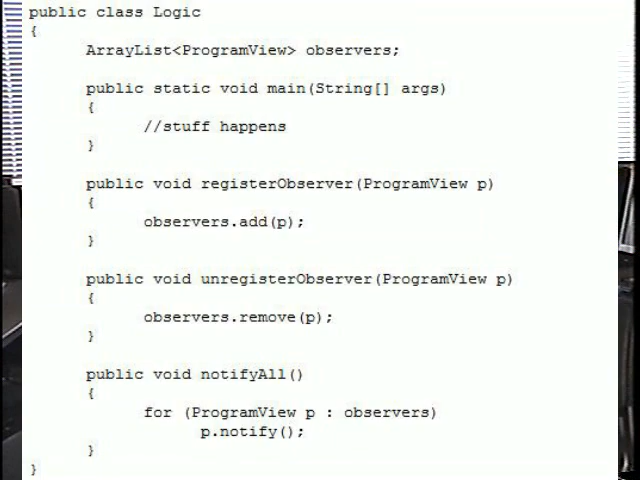 public class Logic
{
ArrayList<ProgramView> observers;
public static void main(String[] args)
{
//stuff happens
}
public void registerObserver(ProgramView p)
{
observers.add(p);
}
public void unregisterObserver(ProgramView p)
{
observers.remove(p);
}
public void notifyAll()
{
for (ProgramView p : observers)
p.notify();
}
}